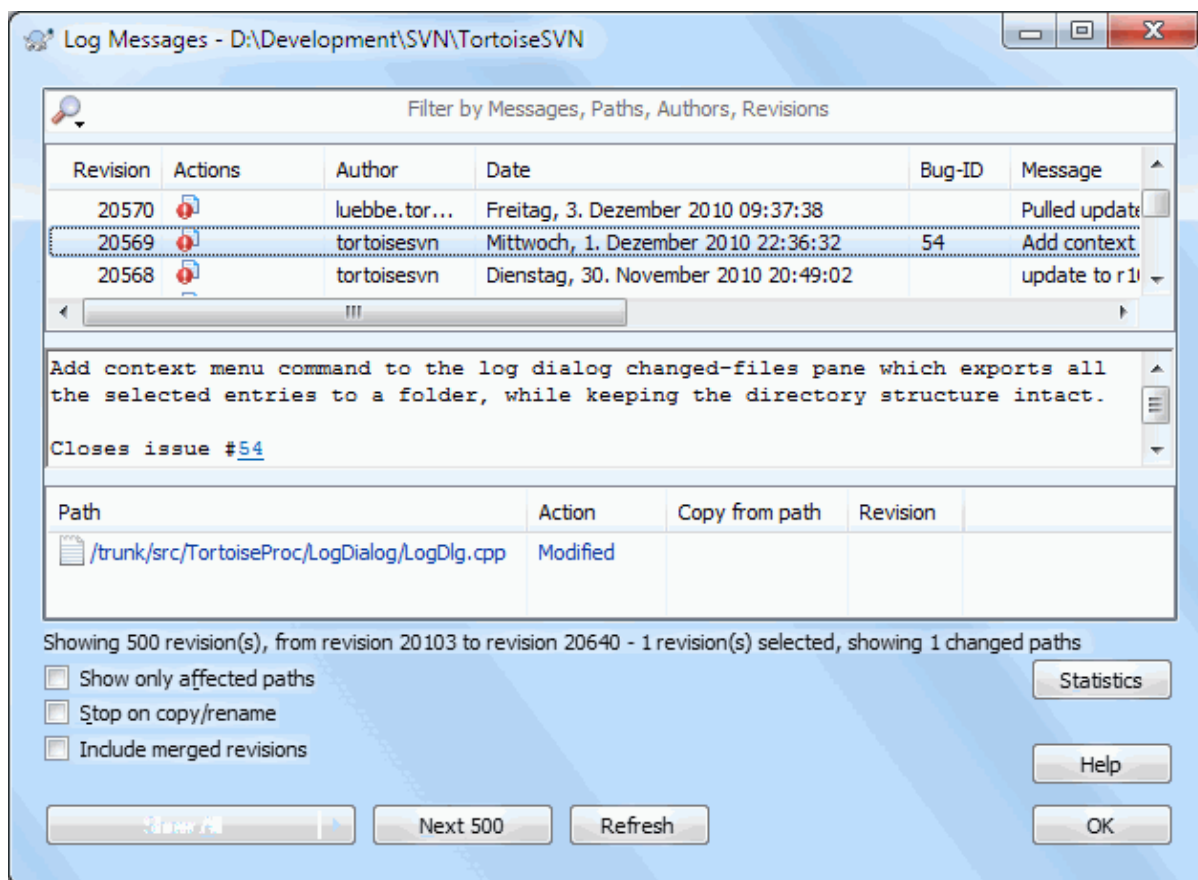 Log Messages - D:\Development\SVN\TortoiseSVN
Filter by Messages, Paths, Authors, Revisions
Revision Actions Author Date Bug-ID Message
20570 luebbe.tor... Freitag, 3. Dezember 2010 09:37:38 Pulled update
20569 tortoisesvn Mittwoch, 1. Dezember 2010 22:36:32 54 Add context
20568 tortoisesvn Dienstag, 30. November 2010 20:49:02 update to
Add context menu command to the log dialog changed-files pane which exports all
the selected entries to a folder, while keeping the directory structure intact.
Closes issue #54
Path Action Copy from path Revision
/trunk/src/TortoiseProc/LogDialog/LogDlg.cpp Modified
Showing 500 revision(s), from revision 20103 to revision 20640 - 1 revision(s) selected, showing 1 changed paths
Show only affected paths
Statistics
Stop on copy/rename
Include merged revisions
Help
Show All Next 500 Refresh OK